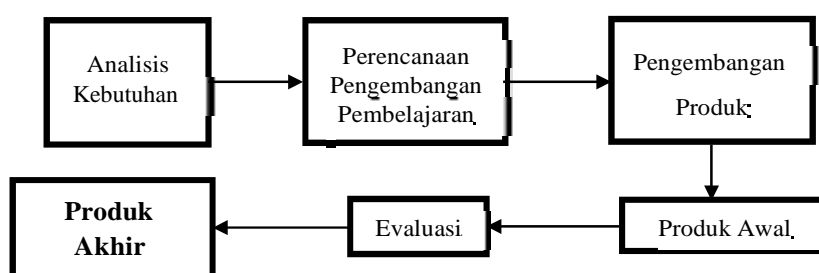 Analisis
Kebutuhan
Perencanaan
Pengembangan
Pembelajaran.
Pengembangan
Produk:
Produk Awal.
Evaluasi
Produk
Akhir